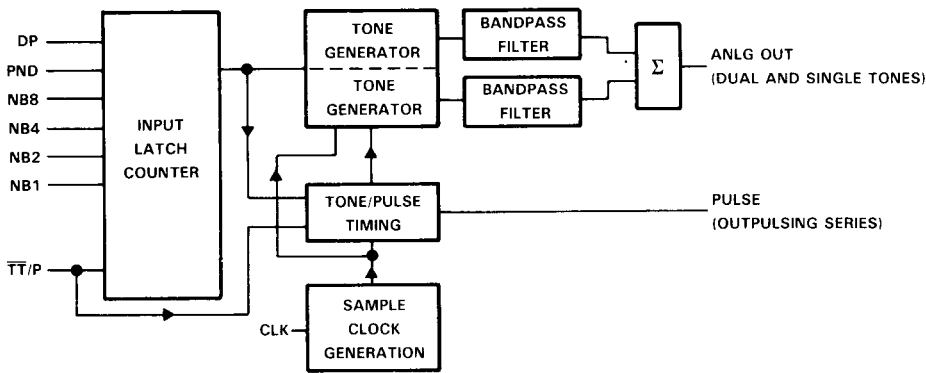 DP
PND
NB8
NB4
NB2
NB1
T̅T̅/P
INPUT
LATCH
COUNTER
TONE
GENERATOR
TONE
GENERATOR
BANDPASS
FILTER
BANDPASS
FILTER
Σ
ANLG OUT
(DUAL AND SINGLE TONES)
TONE/PULSE
TIMING
PULSE
(OUTPULSING SERIES)
CLK
SAMPLE
CLOCK
GENERATION